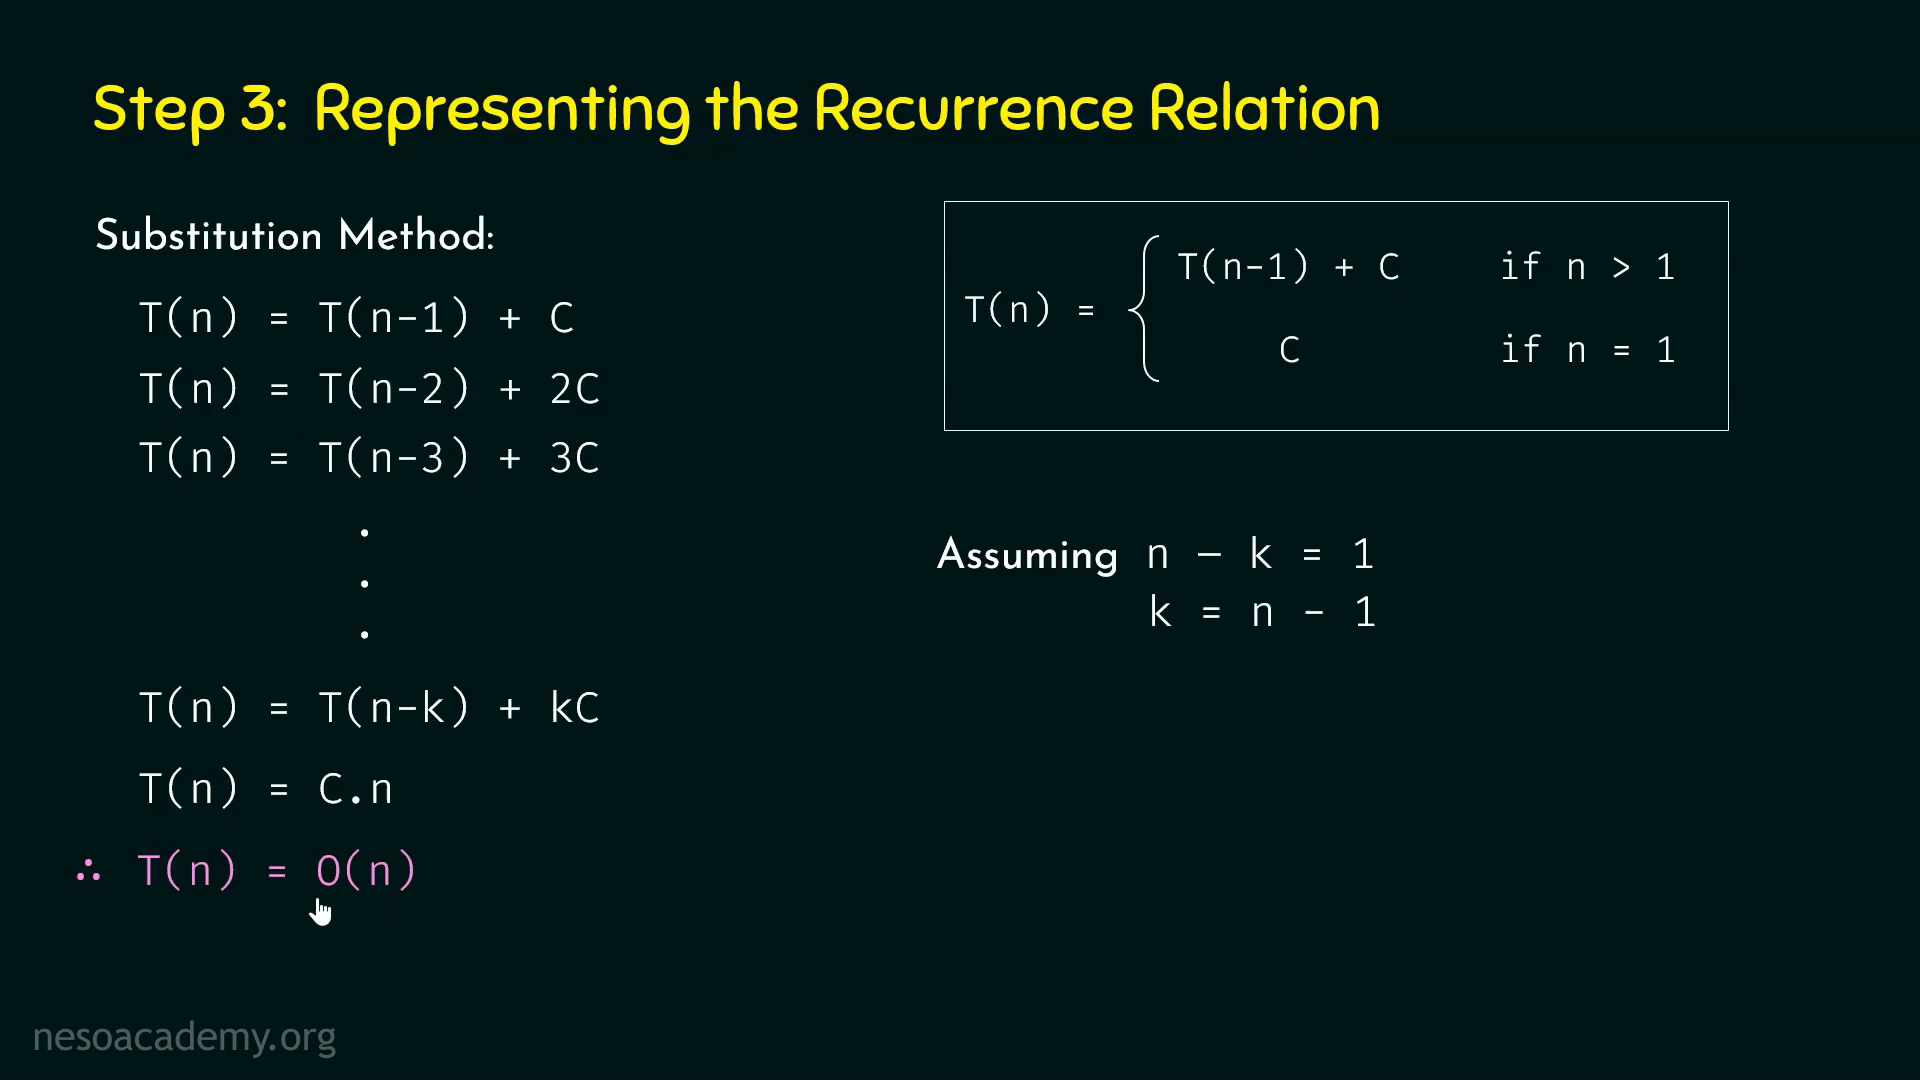 Step 3: Representing the Recurrence Relation
Substitution Method:
T(n) = T(n-1) + C
T(n) = T(n-2) + 2C
T(n) = T(n-3) + 3C
.
.
.
T(n) = T(n-k) + kC
T(n) = C.n
∴ T(n) = O(n)
T(n-1) + C if n > 1
T(n) = {
C if n = 1
Assuming n – k = 1
k = n - 1
nesoacademy.org